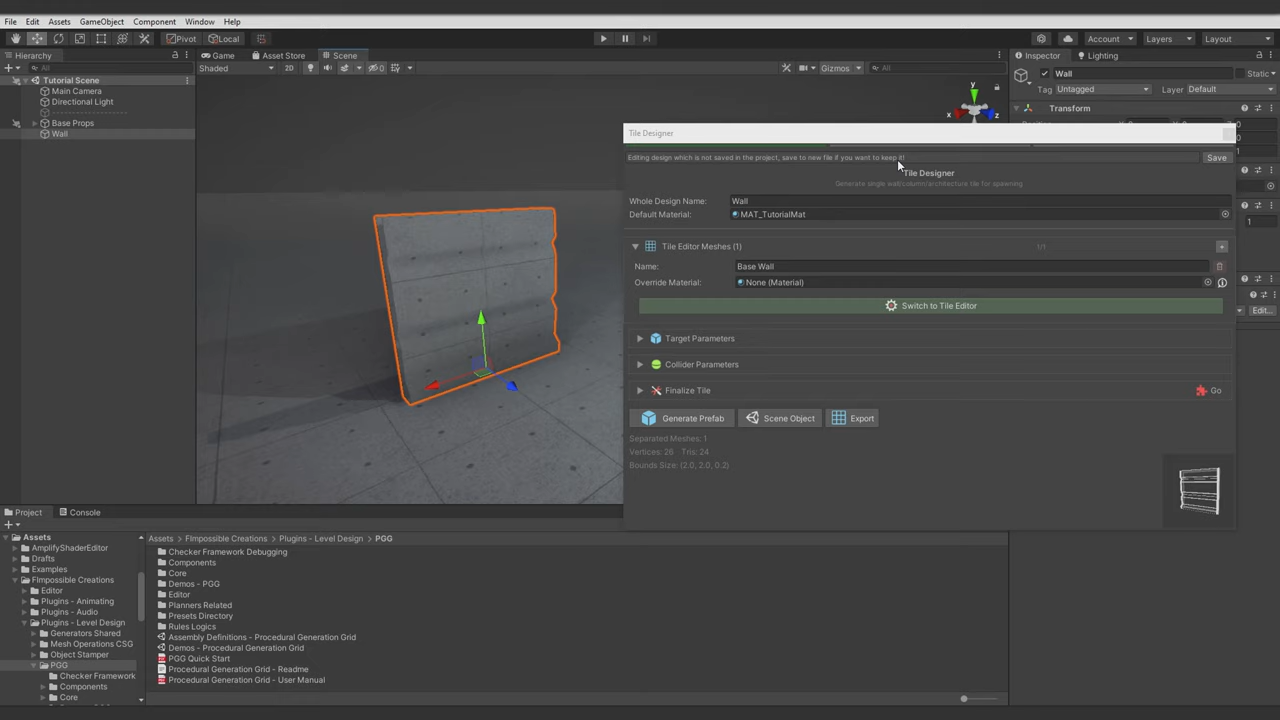 File Edit Assets GameObject Component Window Help
Pivot Local Account Layers Layout
Hierarchy Game Asset Store Scene Inspector Lighting
All Shaded 2D 0 Gizmos All Wall Static
Tutorial Scene Tag Untagged Layer Default
Main Camera
Directional Light
Base Props
Wall
y
x z
Transform
Tile Designer
Editing design which is not saved in the project, save to new file if you want to keep it! Save
Tile Designer
Generate single wall/column/architecture tile for spawning
Whole Design Name: Wall
Default Material: MAT_TutorialMat
Tile Editor Meshes (1) 1/1 +
Name: Base Wall
Override Material: None (Material)
Switch to Tile Editor
Target Parameters
Collider Parameters
Finalize Tile Go
Generate Prefab Scene Object Export
Separated Meshes: 1
Vertices: 26 Tris: 24
Bounds Size: (2.0, 2.0, 0.2)
0
1
1
Edit...
Project Console
Assets
AmplifyShaderEditor
Drafts
Examples
FImpossible Creations
Editor
Plugins - Animating
Plugins - Audio
Plugins - Level Design
Generators Shared
Mesh Operations CSG
Object Stamper
PGG
Checker Framework
Components
Core
Assets FImpossible Creations Plugins - Level Design PGG
Checker Framework Debugging
Components
Core
Demos - PGG
Editor
Planners Related
Presets Directory
Rules Logics
Assembly Definitions - Procedural Generation Grid
Demos - Procedural Generation Grid
PGG Quick Start
Procedural Generation Grid - Readme
Procedural Generation Grid - User Manual